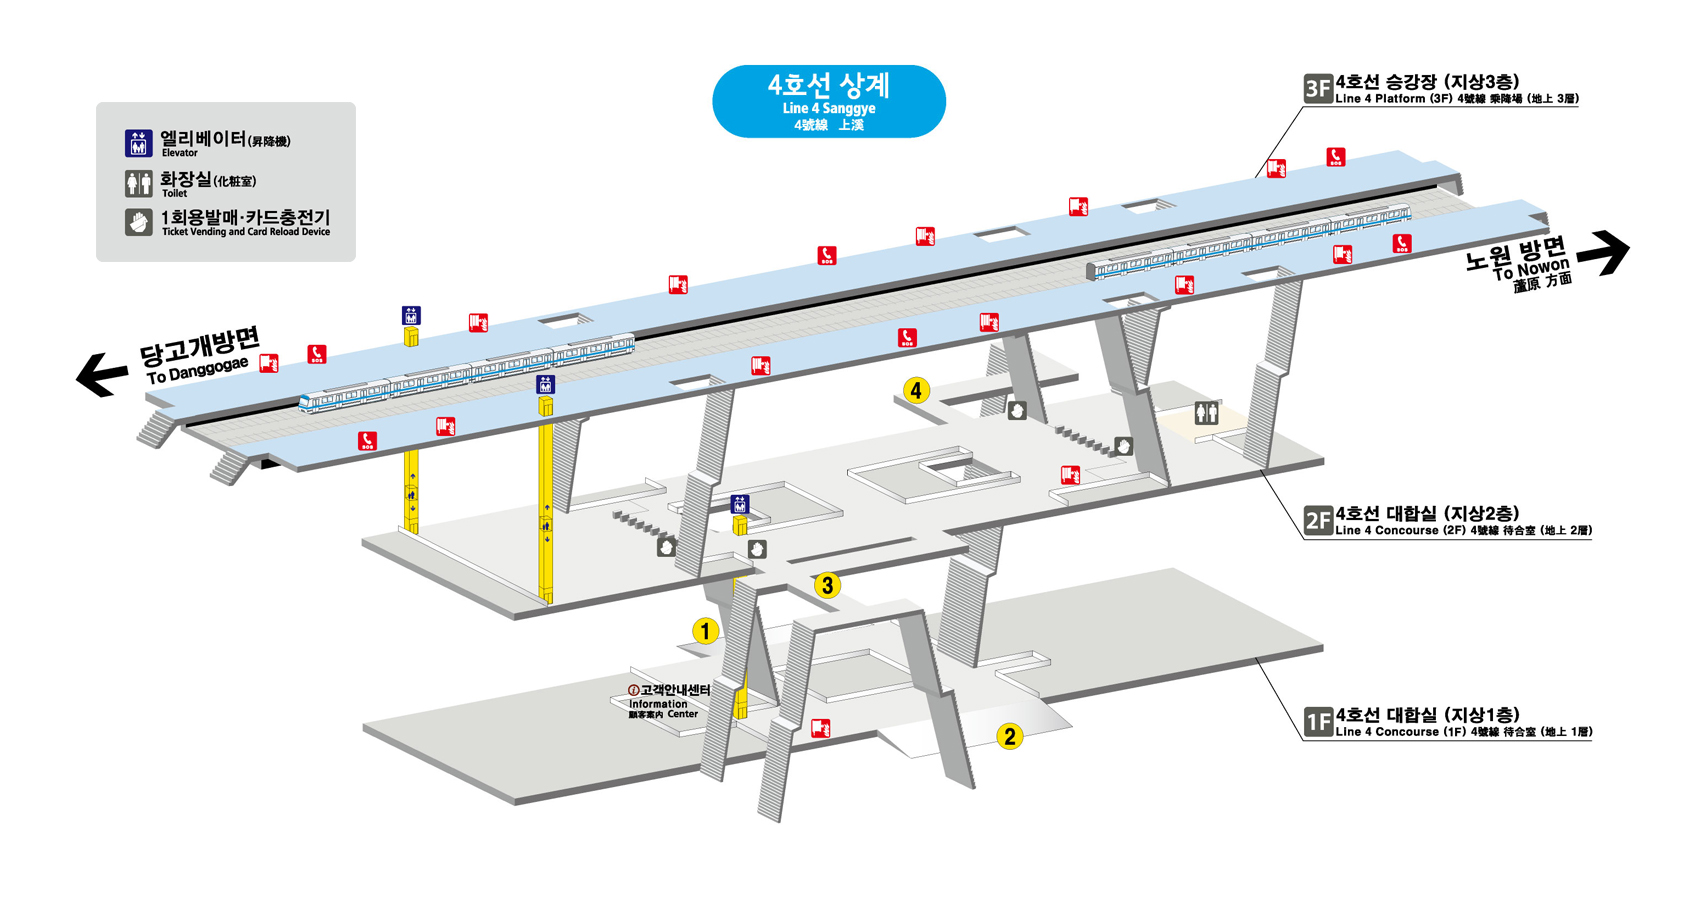 4호선 상계
Line 4 Sanggye
4號線 上溪
엘리베이터(昇降機)
Elevator
화장실(化粧室)
Toilet
1회용발매·카드충전기
Ticket Vending and Card Reload Device
3F 4호선 승강장 (지상3층)
Line 4 Platform (3F) 4號線 乘降場 (地上 3層)
노원 방면
To Nowon
蘆原 方面
당고개방면
To Danggogae
SOS
SOS
SOS
SOS
SOS
SOS
4
2F 4호선 대합실 (지상2층)
Line 4 Concourse (2F) 4號線 待合室 (地上 2層)
3
1
i 고객안내센터
Information
顧客案內 Center
2
1F 4호선 대합실 (지상1층)
Line 4 Concourse (1F) 4號線 待合室 (地上 1層)